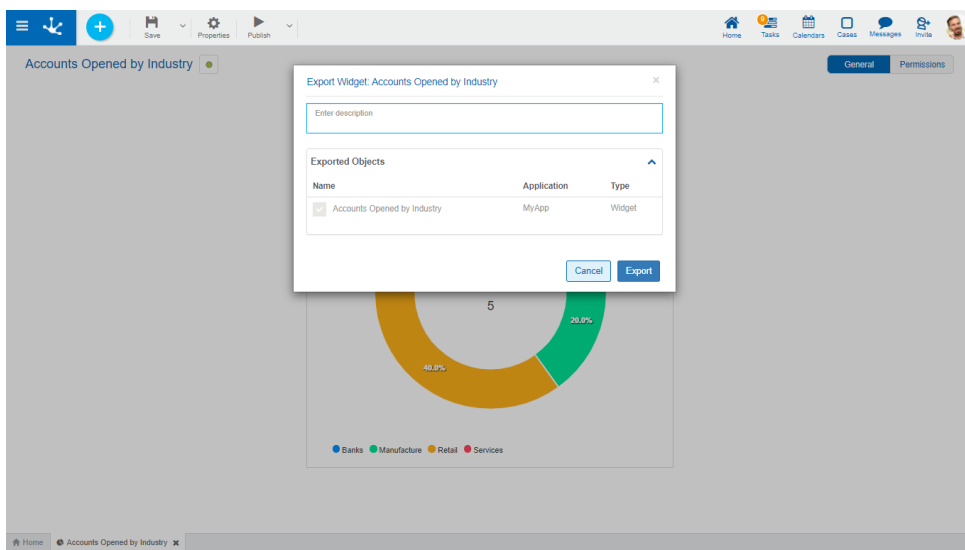 Save
Properties
Publish
Home
0
Tasks
Calendars
Cases
Messages
Invite
Accounts Opened by Industry
General
Permissions
Export Widget: Accounts Opened by Industry
×
Enter description
Exported Objects
Name Application Type
Accounts Opened by Industry MyApp Widget
Cancel
Export
5
20.0%
40.0%
Banks Manufacture Retail Services
Home
Accounts Opened by Industry